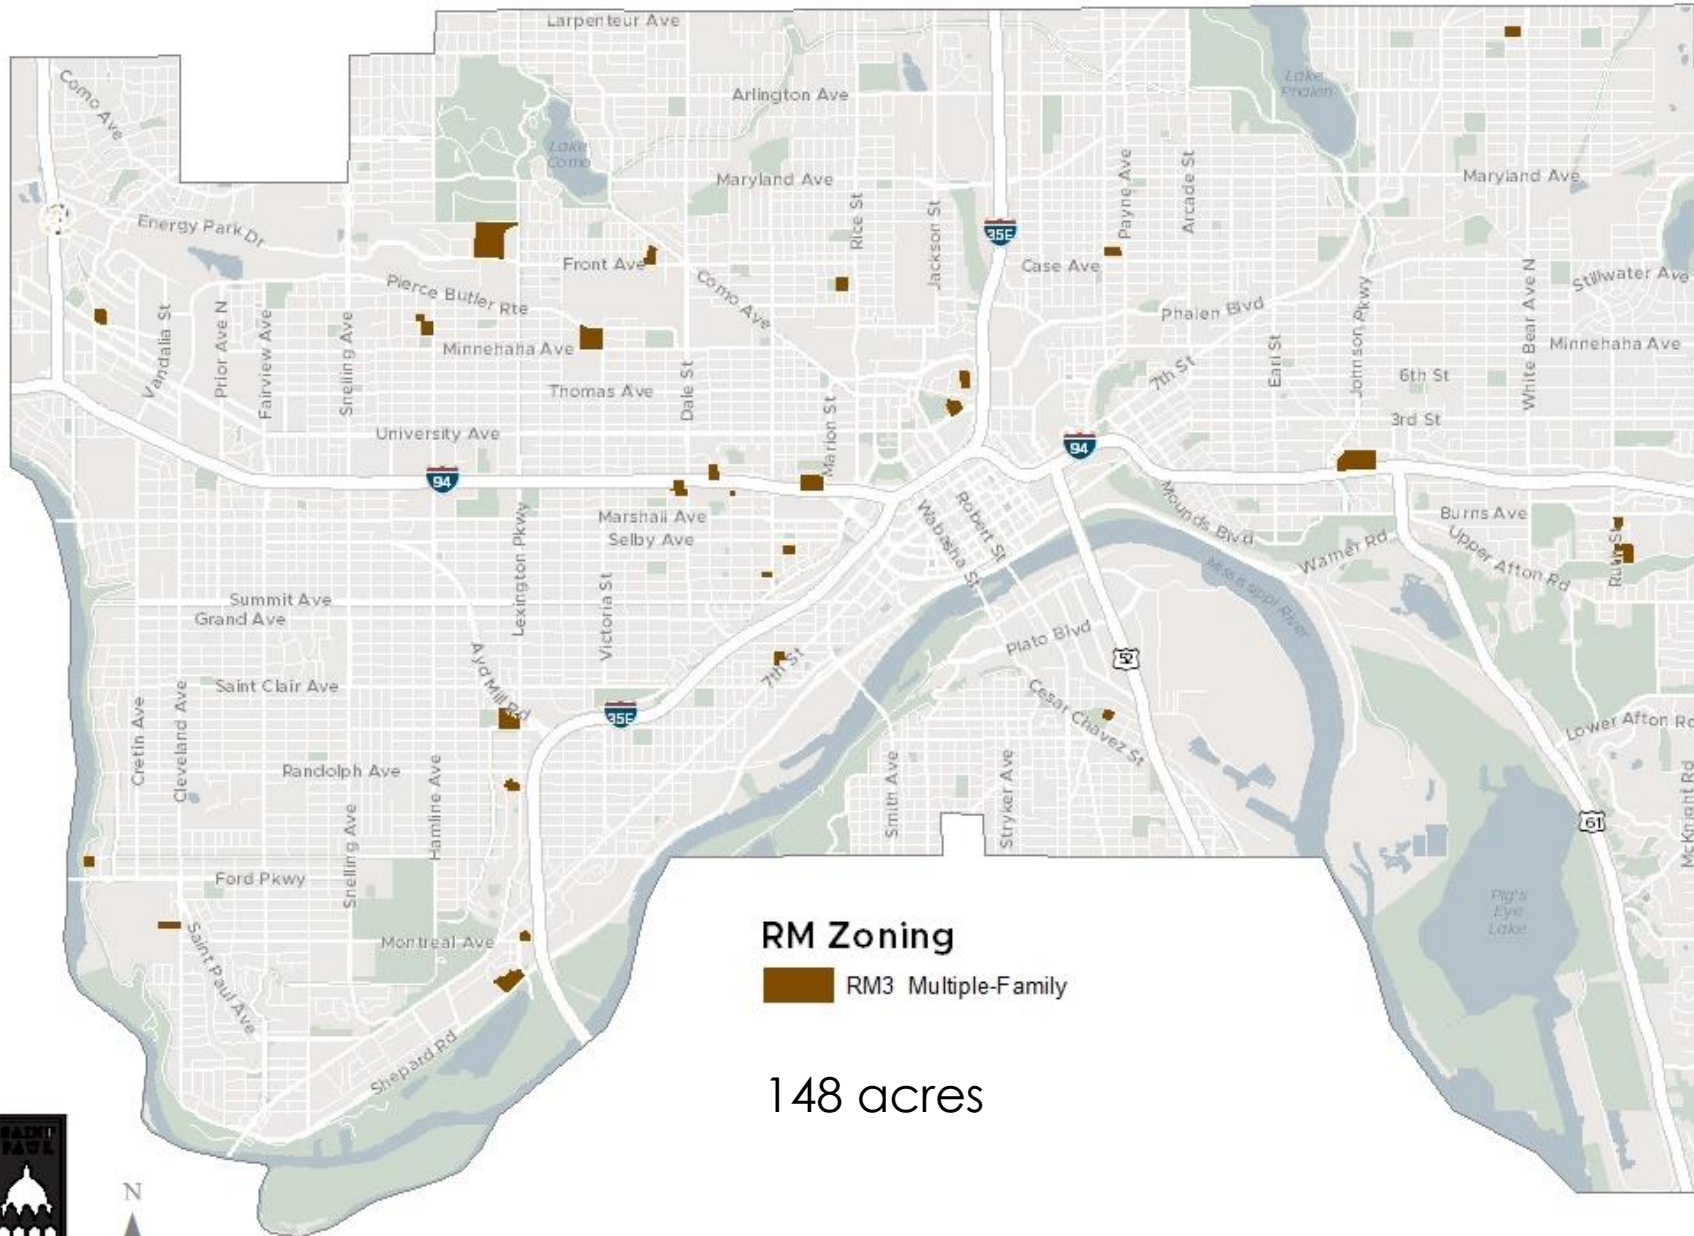 Larpenteur Ave
Como Ave
Arlington Ave
Lake
Phalen
Lake
Como
Maryland Ave
Maryland Ave
Payne Ave
Arcade St
Rice St
Jackson St
Energy Park Dr
35E
Front Ave
Case Ave
Stillwater Ave
Pierce Butler Rte
Como Ave
Phalen Blvd
Johnson Pkwy
White Bear Ave N
Vandalia St
Prior Ave N
Fairview Ave
Snelling Ave
Minnehaha Ave
Minnehaha Ave
Earl St
7th St
6th St
Thomas Ave
Dale St
Marion St
3rd St
University Ave
94
94
Lexington Pkwy
Marshall Ave
Selby Ave
Wabasha St
Robert St
Mounds Blvd
Burns Ave
Warner Rd
Upper Afton Rd
Ruth St
Mississippi River
Summit Ave
Grand Ave
Victoria St
Plato Blvd
52
Ayd Mill Rd
7th St
Saint Clair Ave
Cretin Ave
Cleveland Ave
35E
Cesar Chavez St
Lower Afton Rd
Randolph Ave
Hamline Ave
Smith Ave
Stryker Ave
McKnight Rd
61
Snelling Ave
Ford Pkwy
Pig's
Eye
Lake
Saint Paul Ave
Montreal Ave
RM Zoning
RM3 Multiple-Family
Shepard Rd
148 acres
SAINT
PAUL
N